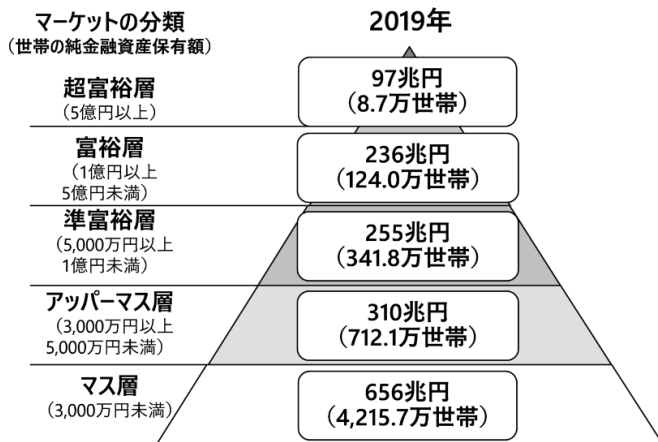 マーケットの分類
(世帯の純金融資産保有額)
2019年
超富裕層
(5億円以上)
97兆円
(8.7万世帯)
富裕層
(1億円以上
5億円未満)
236兆円
(124.0万世帯)
準富裕層
(5,000万円以上
1億円未満)
255兆円
(341.8万世帯)
アッパーマス層
(3,000万円以上
5,000万円未満)
310兆円
(712.1万世帯)
マス層
(3,000万円未満)
656兆円
(4,215.7万世帯)